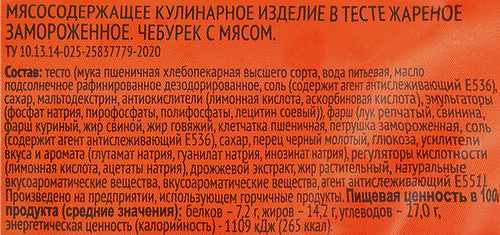 МЯСОСОДЕРЖАЩЕЕ КУЛИНАРНОЕ ИЗДЕЛИЕ В ТЕСТЕ ЖАРЕНОЕ
ЗАМОРОЖЕННОЕ. ЧЕБУРЕК С МЯСОМ.
ТУ 10.13.14-025-25837779-2020
Состав: тесто (мука пшеничная хлебопекарная высшего сорта, вода питьевая, масло
подсолнечное рафинированное дезодорированное, соль (содержит агент антислеживающий Е536),
сахар, мальтодекстрин, антиокислители (лимонная кислота, аскорбиновая кислота), эмульгаторы
(фосфат натрия, пирофосфаты, полифосфаты, лецитин соевый)), фарш (лук репчатый, свинина,
фарш куриный, жир свиной, жир говяжий, клетчатка пшеничная, петрушка замороженная, соль
(содержит агент антислеживающий Е536), сахар, перец черный молотый, глюкоза, усилители
вкуса и аромата (глутамат натрия, гуанилат натрия, инозинат натрия), регуляторы кислотности
(лимонная кислота, ацетаты натрия), дрожжевой экстракт, жир растительный, натуральные
вкусоароматические вещества, вкусоароматические вещества, агент антислеживающий Е551)
Произведено на предприятии, использующем горчичные продукты. Пищевая ценность в 100г
продукта (средние значения): белков – 7,2 г, жиров – 14,2 г, углеводов – 27,0 г,
энергетическая ценность (калорийность) - 1109 кДж (265 ккал).